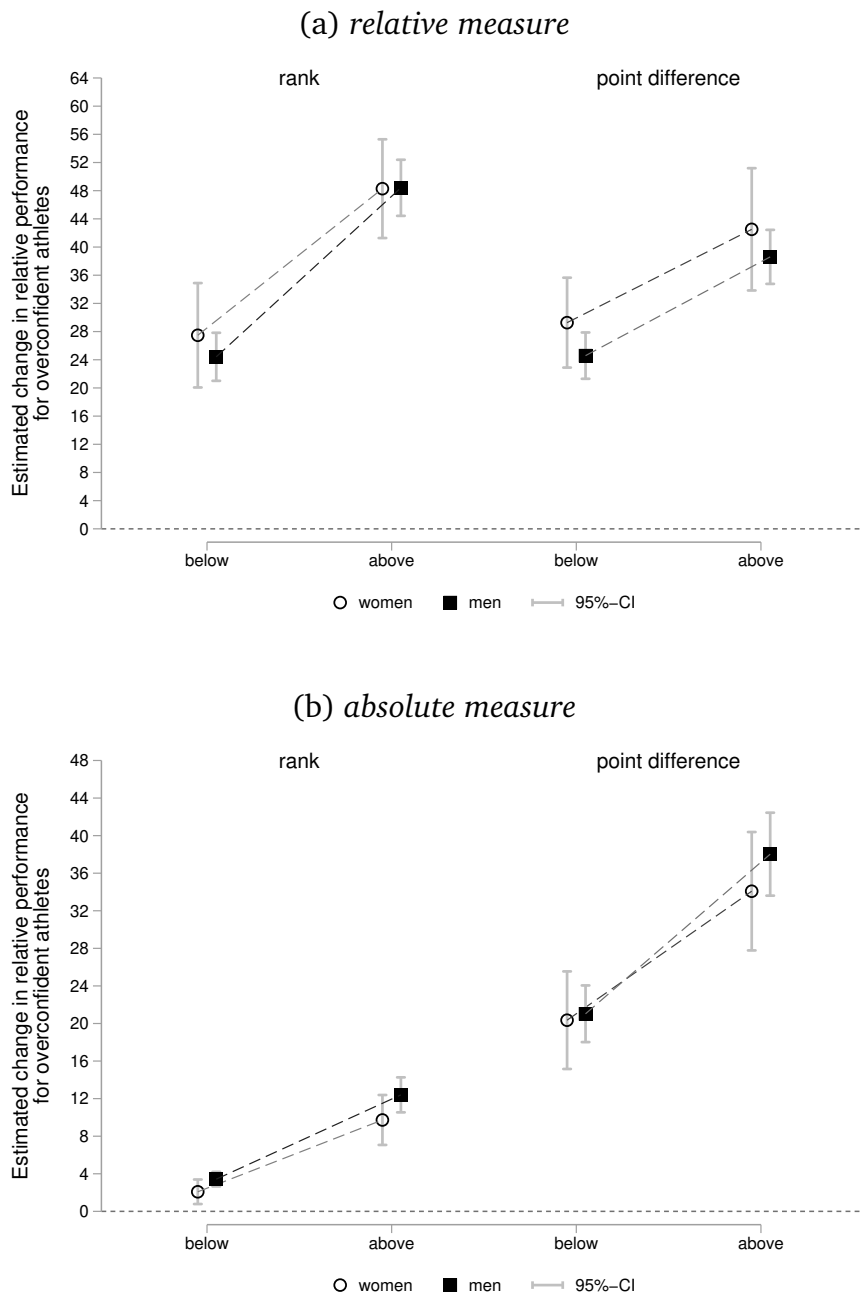 (a) relative measure
rank point difference
64
60
56
52
48
44
40
36
32
28
24
20
16
12
8
4
0
Estimated change in relative performance
for overconfident athletes
below above below above
women men 95%−CI
(b) absolute measure
rank point difference
48
44
40
36
32
28
24
20
16
12
8
4
0
Estimated change in relative performance
for overconfident athletes
below above below above
women men 95%−CI